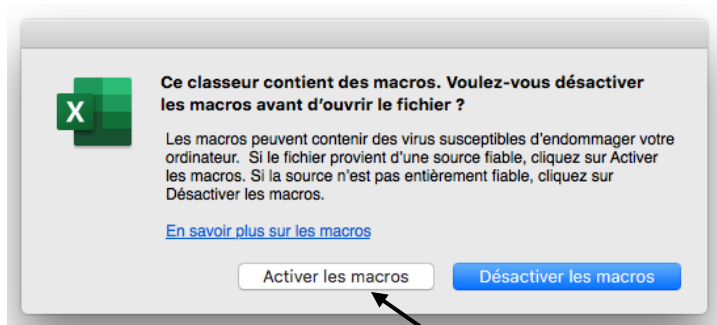 X
Ce classeur contient des macros. Voulez-vous désactiver
les macros avant d'ouvrir le fichier ?
Les macros peuvent contenir des virus susceptibles d'endommager votre
ordinateur. Si le fichier provient d'une source fiable, cliquez sur Activer
les macros. Si la source n'est pas entièrement fiable, cliquez sur
Désactiver les macros.
En savoir plus sur les macros
Activer les macros
Désactiver les macros